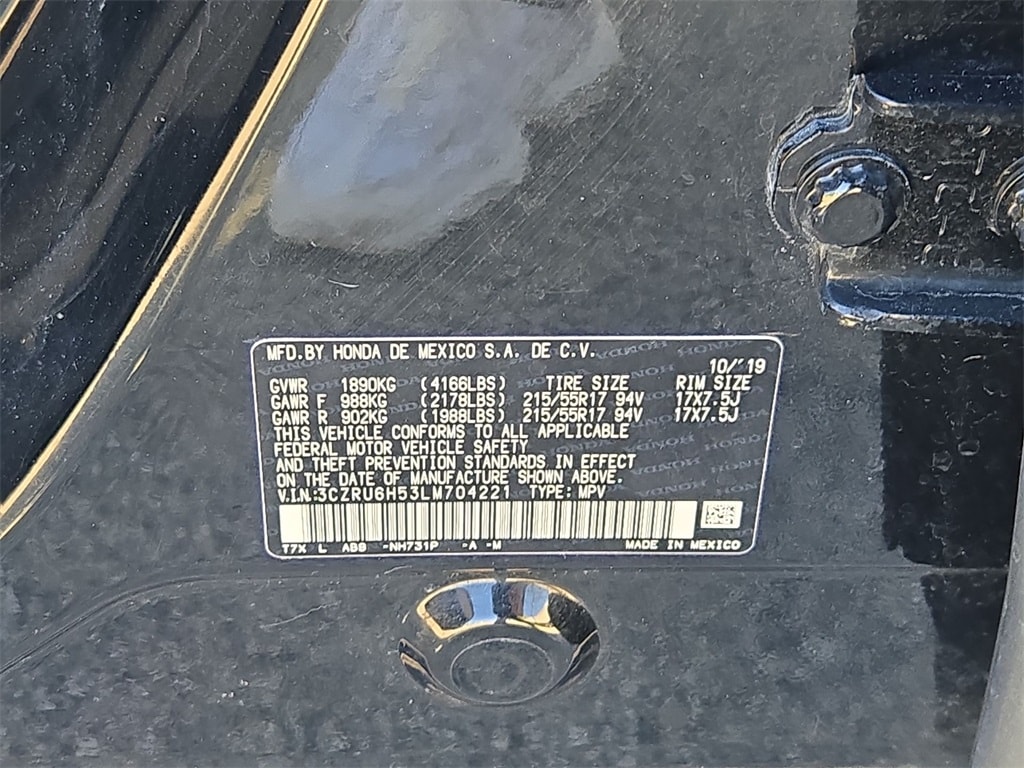 MFD.BY HONDA DE MEXICO S.A. DE C.V.
10/'19
GVWR 1890KG (4166LBS) TIRE SIZE RIM SIZE
GAWR F 988KG (2178LBS) 215/55R17 94V 17X7.5J
GAWR R 902KG (1988LBS) 215/55R17 94V 17X7.5J
THIS VEHICLE CONFORMS TO ALL APPLICABLE
FEDERAL MOTOR VEHICLE SAFETY
AND THEFT PREVENTION STANDARDS IN EFFECT
ON THE DATE OF MANUFACTURE SHOWN ABOVE.
V.I.N:3CZRU6H53LM704221 TYPE: MPV
T7X L AB8 -NH731P -A -M MADE IN MEXICO